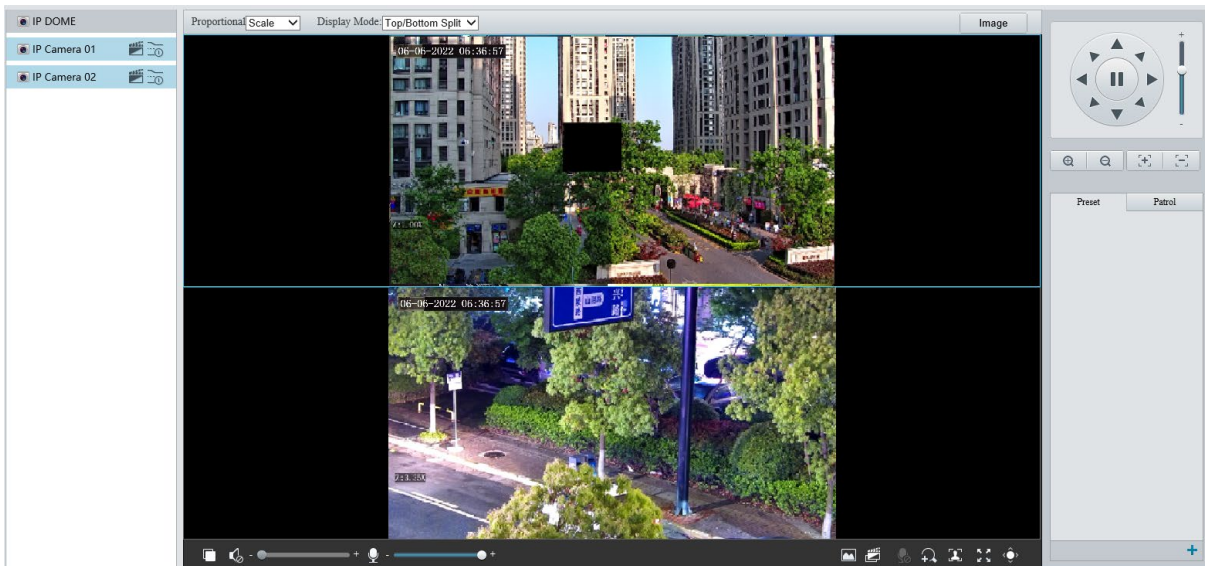 IP DOME
IP Camera 01
IP Camera 02
Proportional Scale Display Mode: Top/Bottom Split Image
06-06-2022 06:36:57
06-06-2022 06:36:57
+
-
Preset Patrol
- + - +
+